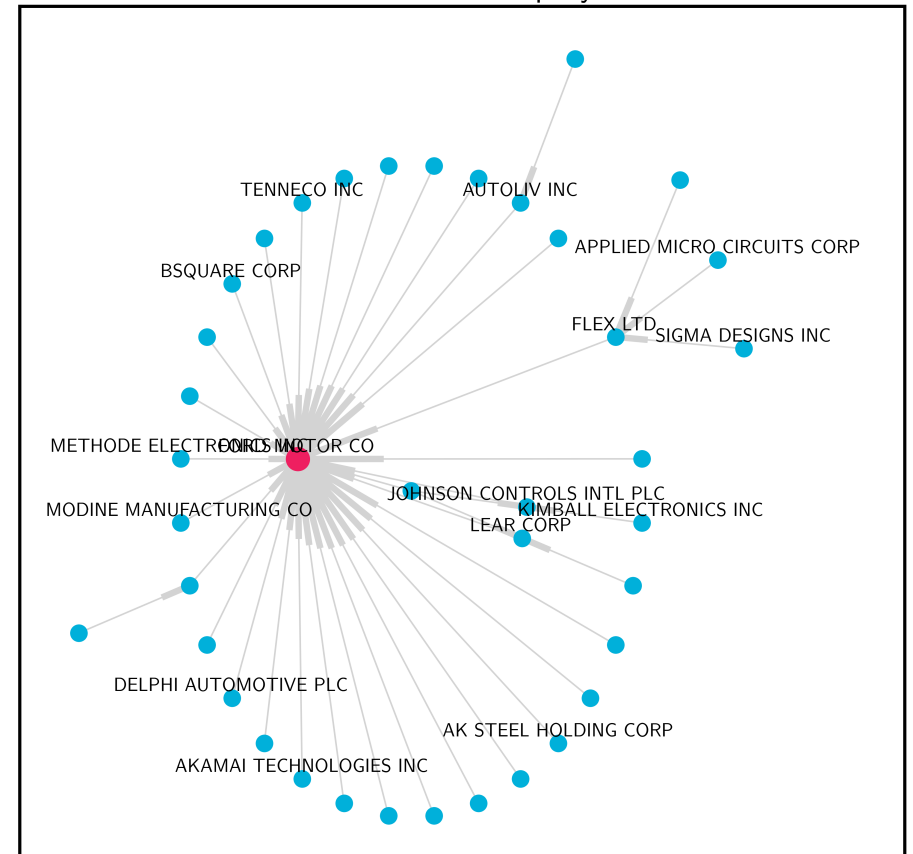 TENNECO INC
AUTOLIV INC
APPLIED MICRO CIRCUITS CORP
BSQUARE CORP
FLEX LTD
SIGMA DESIGNS INC
METHODE ELECTRONICS INC
FORD MOTOR CO
JOHNSON CONTROLS INTL PLC
MODINE MANUFACTURING CO
KIMBALL ELECTRONICS INC
LEAR CORP
DELPHI AUTOMOTIVE PLC
AK STEEL HOLDING CORP
AKAMAI TECHNOLOGIES INC